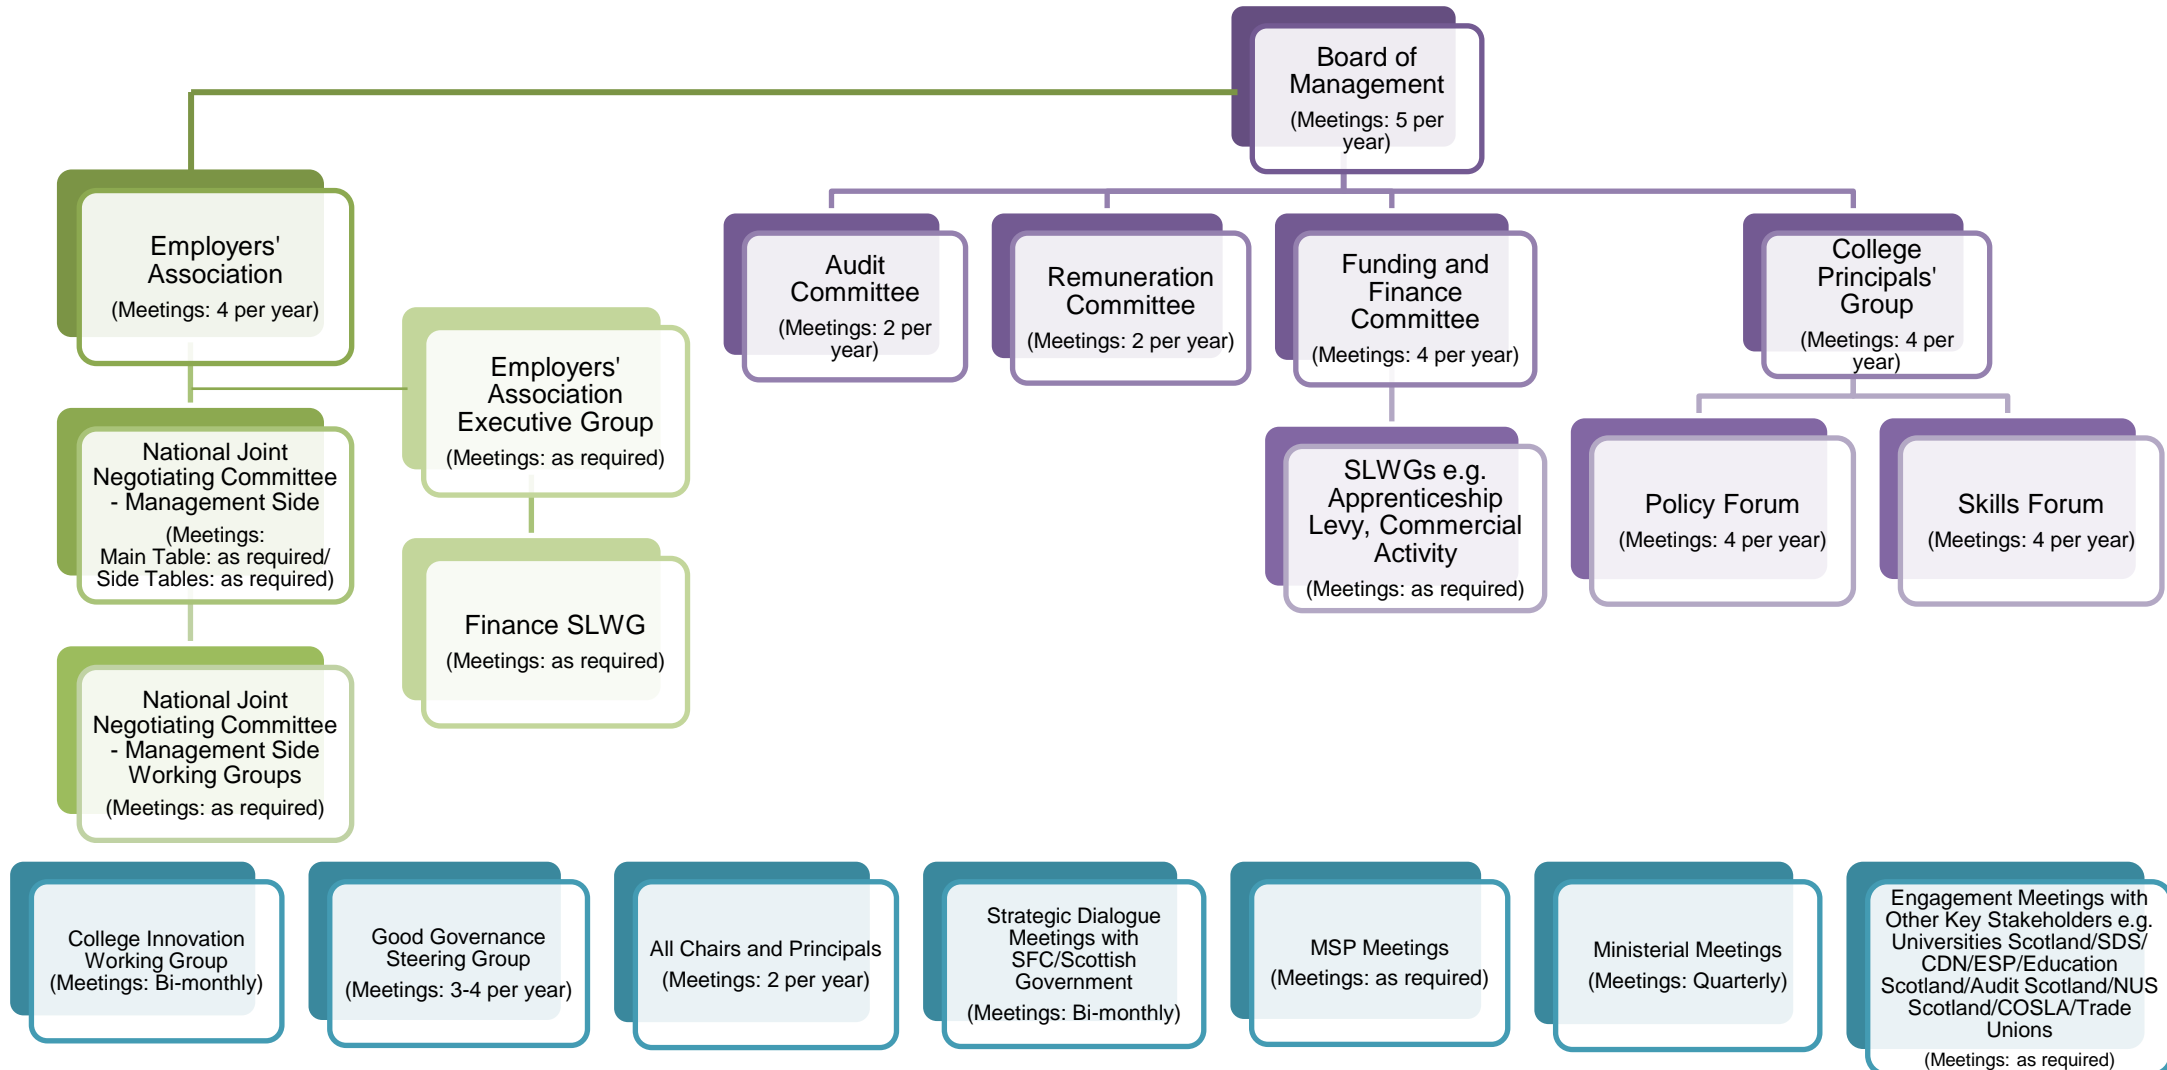 Board of
Management
(Meetings: 5 per
year)
Employers'
Association
(Meetings: 4 per year)
Audit
Committee
(Meetings: 2 per
year)
Remuneration
Committee
(Meetings: 2 per year)
Funding and
Finance
Committee
(Meetings: 4 per year)
College
Principals'
Group
(Meetings: 4 per
year)
Employers'
Association
Executive Group
(Meetings: as required)
National Joint
Negotiating Committee
- Management Side
(Meetings:
Main Table: as required/
Side Tables: as required)
SLWGs e.g.
Apprenticeship
Levy, Commercial
Activity
(Meetings: as required)
Policy Forum
(Meetings: 4 per year)
Skills Forum
(Meetings: 4 per year)
Finance SLWG
(Meetings: as required)
National Joint
Negotiating Committee
- Management Side
Working Groups
(Meetings: as required)
College Innovation
Working Group
(Meetings: Bi-monthly)
Good Governance
Steering Group
(Meetings: 3-4 per year)
All Chairs and Principals
(Meetings: 2 per year)
Strategic Dialogue
Meetings with
SFC/Scottish
Government
(Meetings: Bi-monthly)
MSP Meetings
(Meetings: as required)
Ministerial Meetings
(Meetings: Quarterly)
Engagement Meetings with
Other Key Stakeholders e.g.
Universities Scotland/SDS/
CDN/ESP/Education
Scotland/Audit Scotland/NUS
Scotland/COSLA/Trade
Unions
(Meetings: as required)